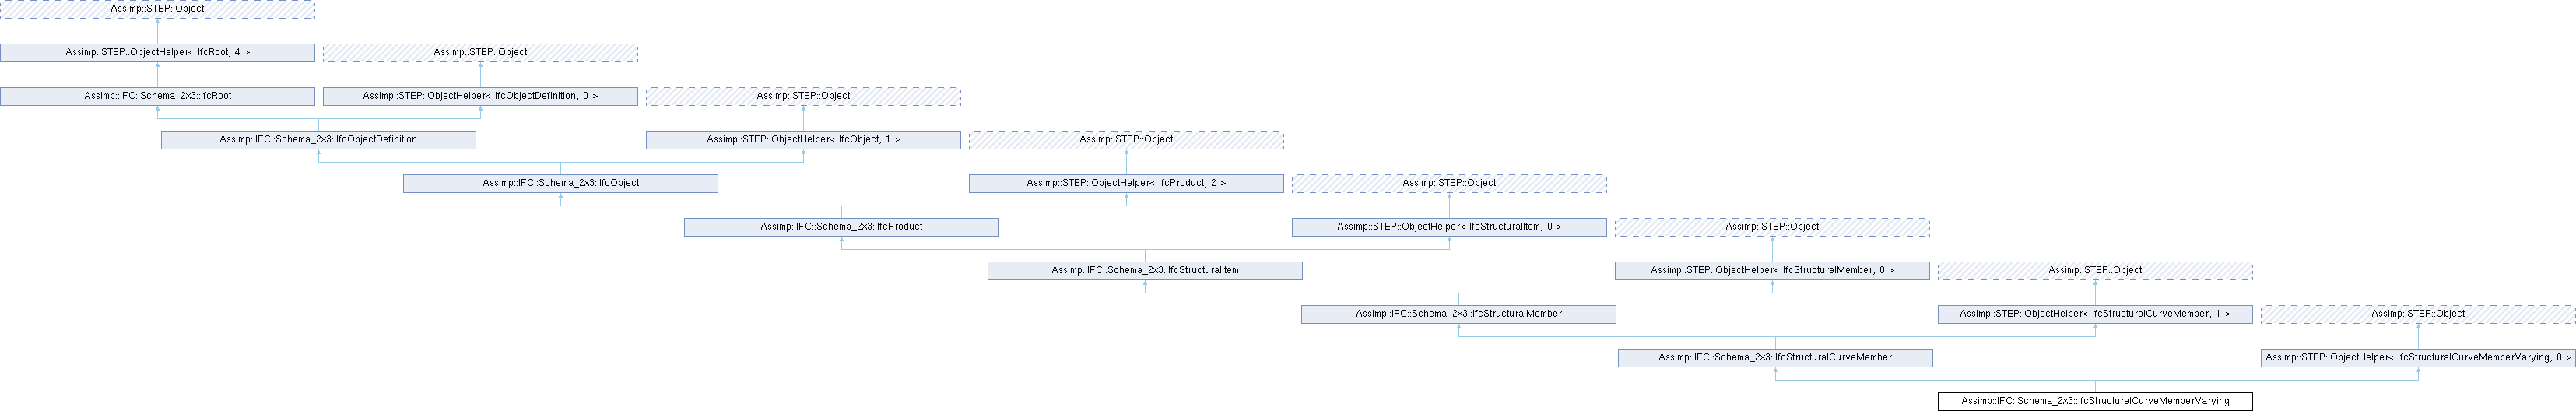 Assimp::STEP::Object
Assimp::STEP::ObjectHelper< IfcRoot, 4 >
Assimp::STEP::Object
Assimp::IFC::Schema_2x3::IfcRoot
Assimp::STEP::ObjectHelper< IfcObjectDefinition, 0 >
Assimp::STEP::Object
Assimp::IFC::Schema_2x3::IfcObjectDefinition
Assimp::STEP::ObjectHelper< IfcObject, 1 >
Assimp::STEP::Object
Assimp::IFC::Schema_2x3::IfcObject
Assimp::STEP::ObjectHelper< IfcProduct, 2 >
Assimp::STEP::Object
Assimp::IFC::Schema_2x3::IfcProduct
Assimp::STEP::ObjectHelper< IfcStructuralItem, 0 >
Assimp::STEP::Object
Assimp::IFC::Schema_2x3::IfcStructuralItem
Assimp::STEP::ObjectHelper< IfcStructuralMember, 0 >
Assimp::STEP::Object
Assimp::IFC::Schema_2x3::IfcStructuralMember
Assimp::STEP::ObjectHelper< IfcStructuralCurveMember, 1 >
Assimp::STEP::Object
Assimp::IFC::Schema_2x3::IfcStructuralCurveMember
Assimp::STEP::ObjectHelper< IfcStructuralCurveMemberVarying, 0 >
Assimp::IFC::Schema_2x3::IfcStructuralCurveMemberVarying